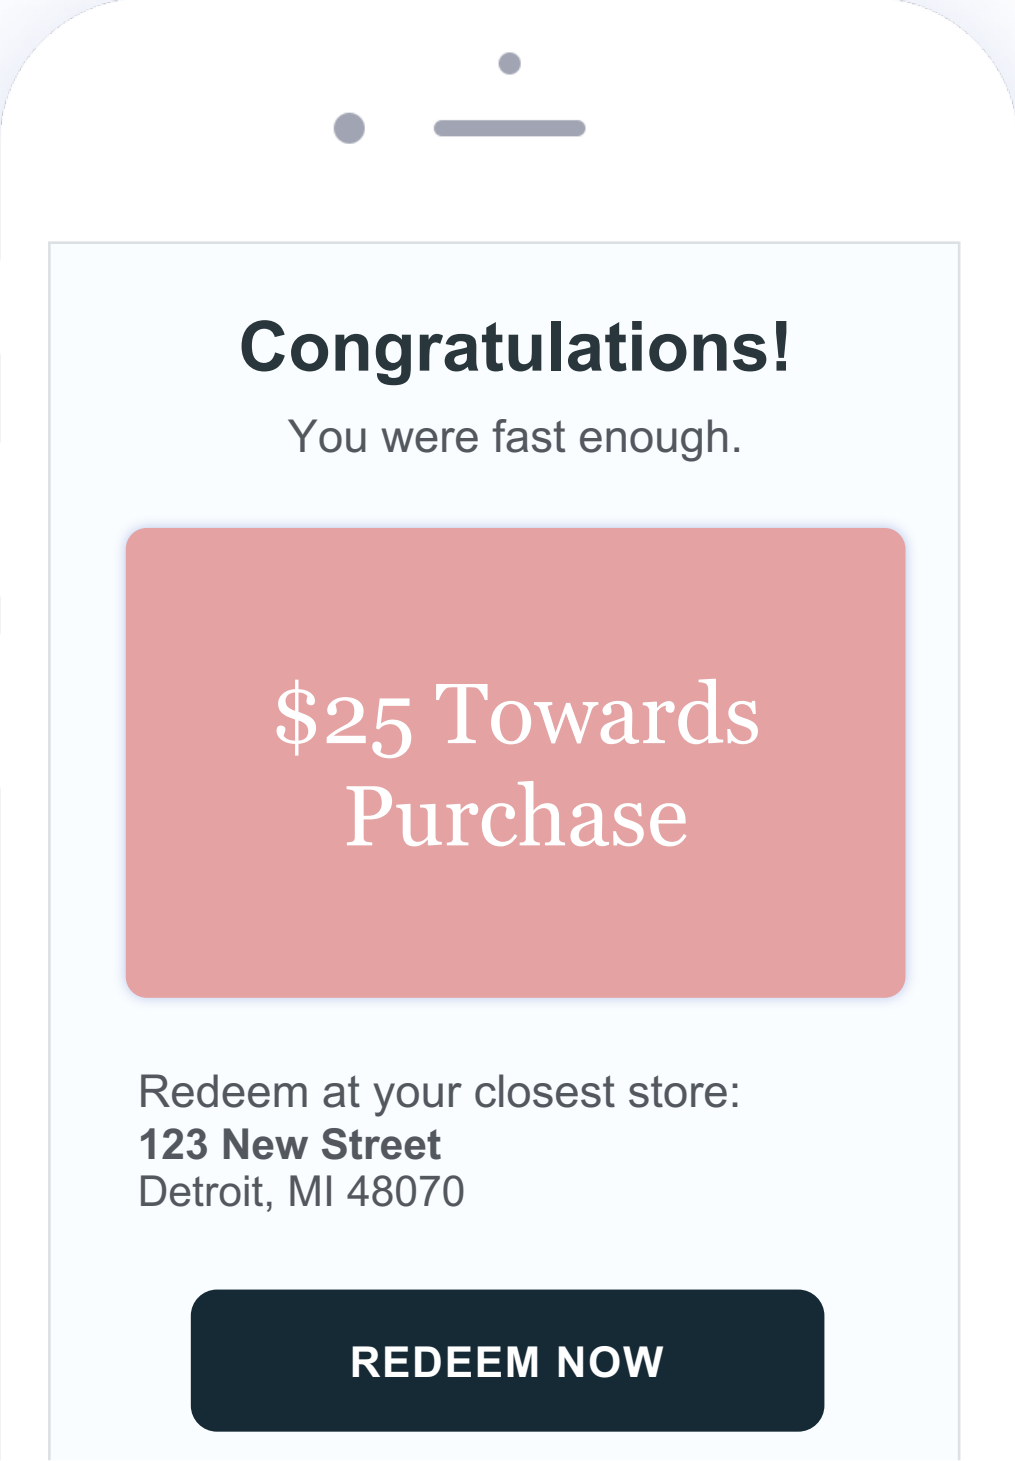 Congratulations!
You were fast enough.
$25 Towards
Purchase
Redeem at your closest store:
123 New Street
Detroit, MI 48070
REDEEM NOW